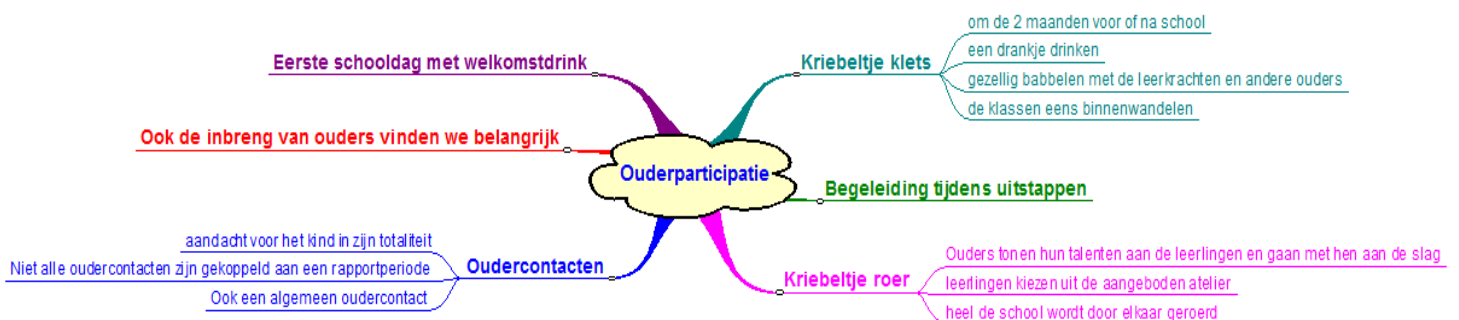 Ouderparticipatie
Eerste schooldag met welkomstdrink
Ook de inbreng van ouders vinden we belangrijk
Oudercontacten
aandacht voor het kind in zijn totaliteit
Niet alle oudercontacten zijn gekoppeld aan een rapportperiode
Ook een algemeen oudercontact
Kriebeltje klets
om de 2 maanden voor of na school
een drankje drinken
gezellig babbelen met de leerkrachten en andere ouders
de klassen eens binnenwandelen
Begeleiding tijdens uitstappen
Kriebeltje roer
Ouders tonen hun talenten aan de leerlingen en gaan met hen aan de slag
leerlingen kiezen uit de aangeboden atelier
heel de school wordt door elkaar geroerd